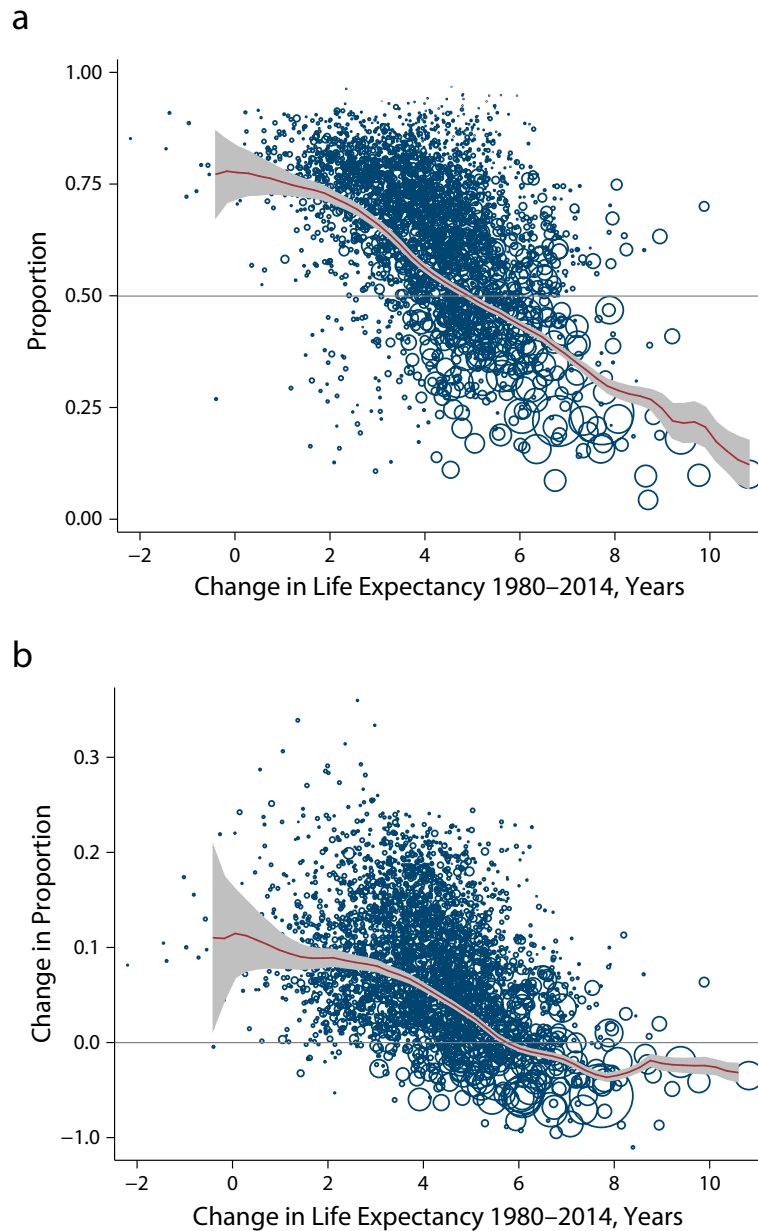 a
1.00
0.75
0.50
0.25
0.00
Proportion
−2 0 2 4 6 8 10
Change in Life Expectancy 1980–2014, Years
b
0.3
0.2
0.1
0.0
−1.0
Change in Proportion
−2 0 2 4 6 8 10
Change in Life Expectancy 1980–2014, Years